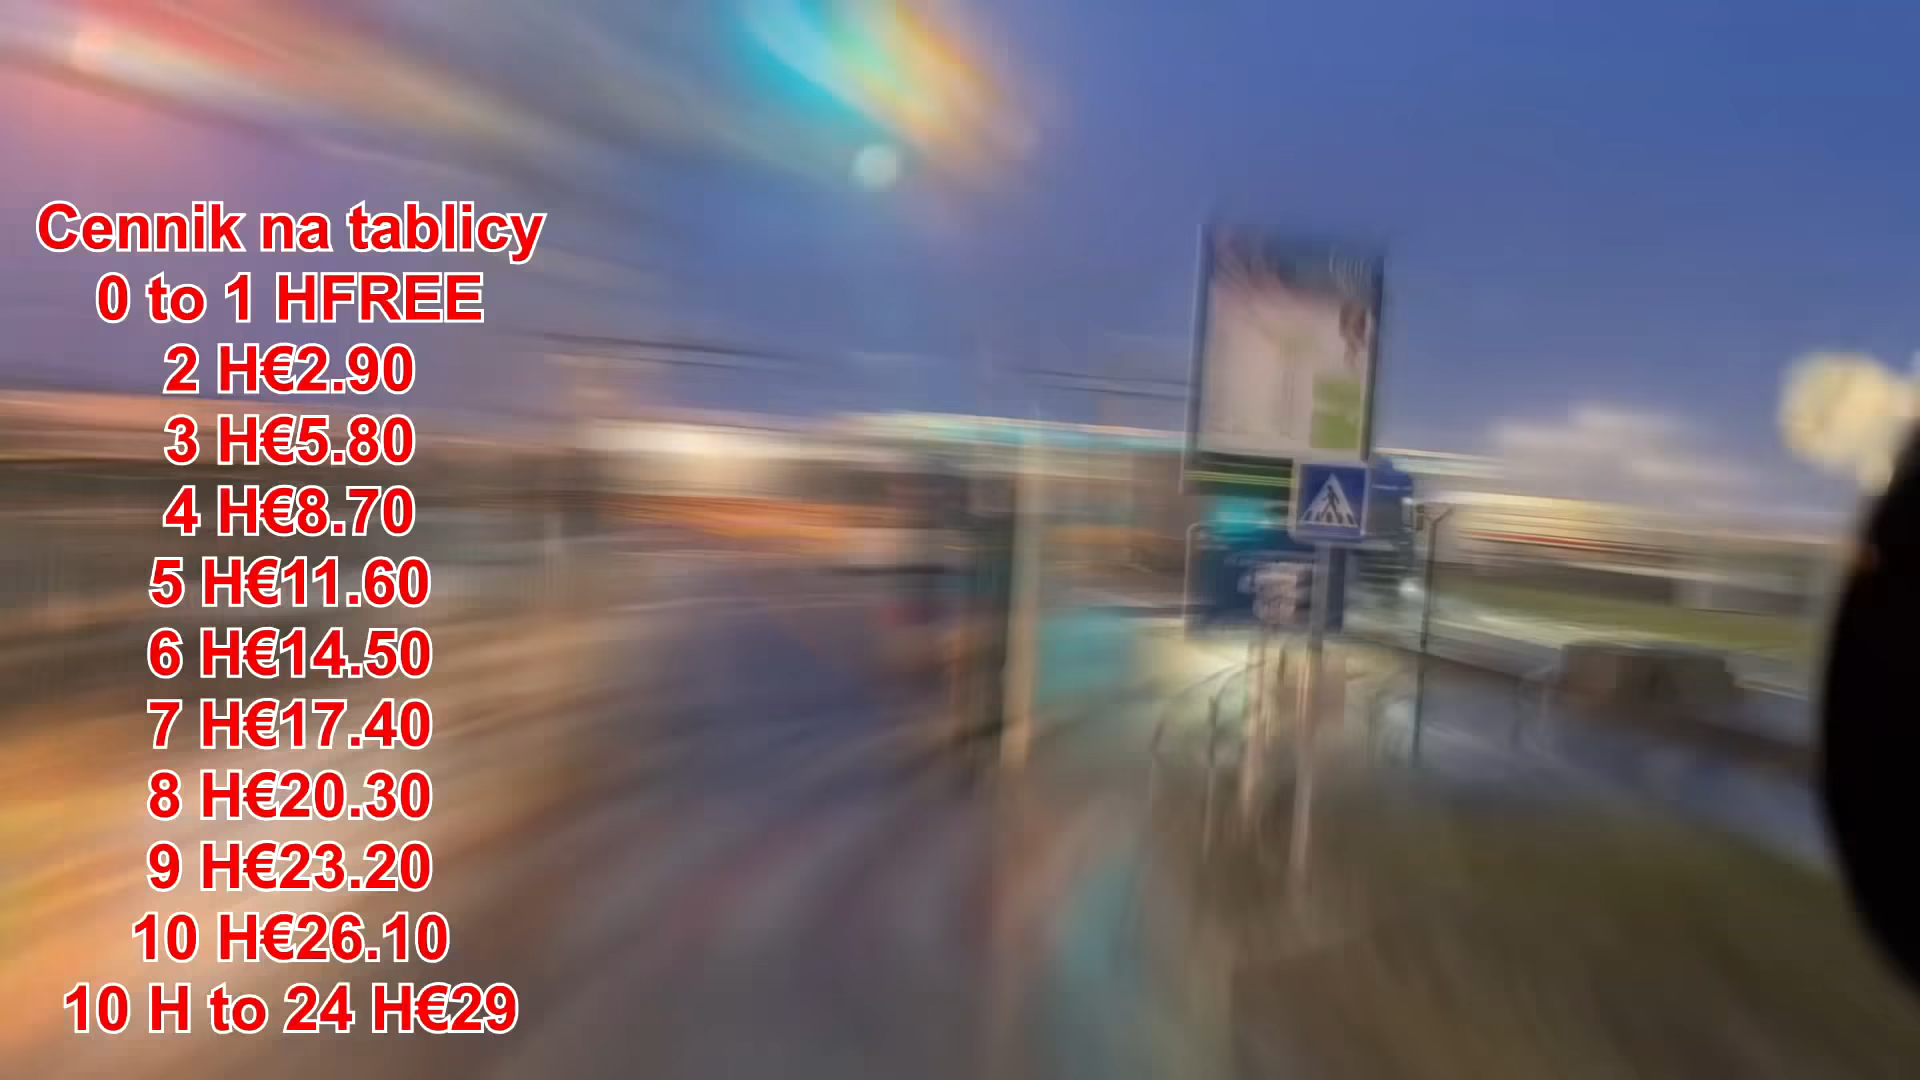 Cennik na tablicy
0 to 1 HFREE
2 H€2.90
3 H€5.80
4 H€8.70
5 H€11.60
6 H€14.50
7 H€17.40
8 H€20.30
9 H€23.20
10 H€26.10
10 H to 24 H€29